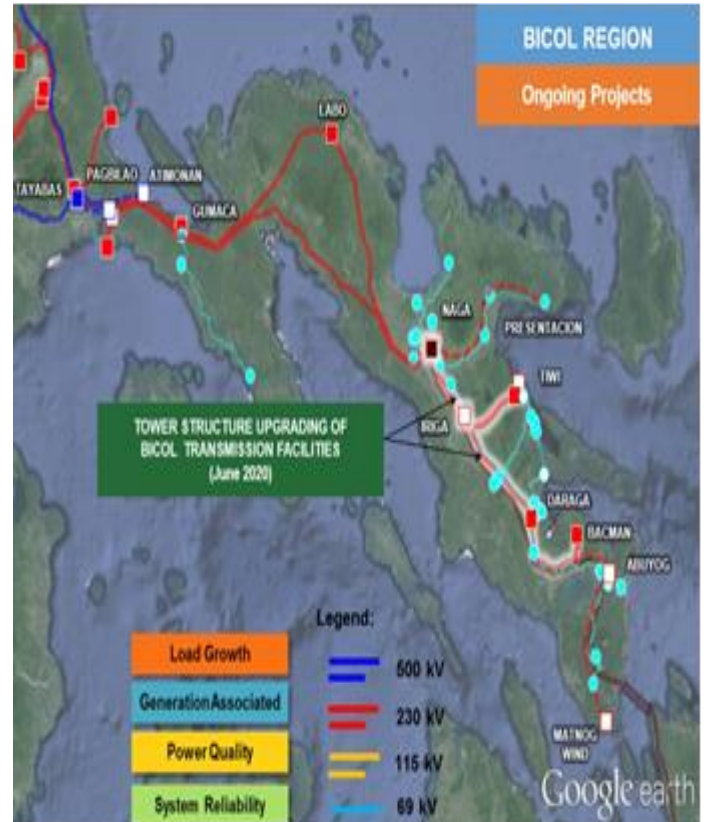 BICOL REGION
Ongoing Projects
LABO
TAYABAS
PAGBILAO
ATIMONAN
GUMACA
NAGA
PRESENTACION
TIWI
TOWER STRUCTURE UPGRADING OF
BICOL TRANSMISSION FACILITIES
(June 2020)
IRIGA
DARAGA
BACMAN
ABUYOG
Legend:
Load Growth
500 kV
Generation Associated
230 kV
Power Quality
115 kV
System Reliability
69 kV
MATNOG
WIND
Google earth